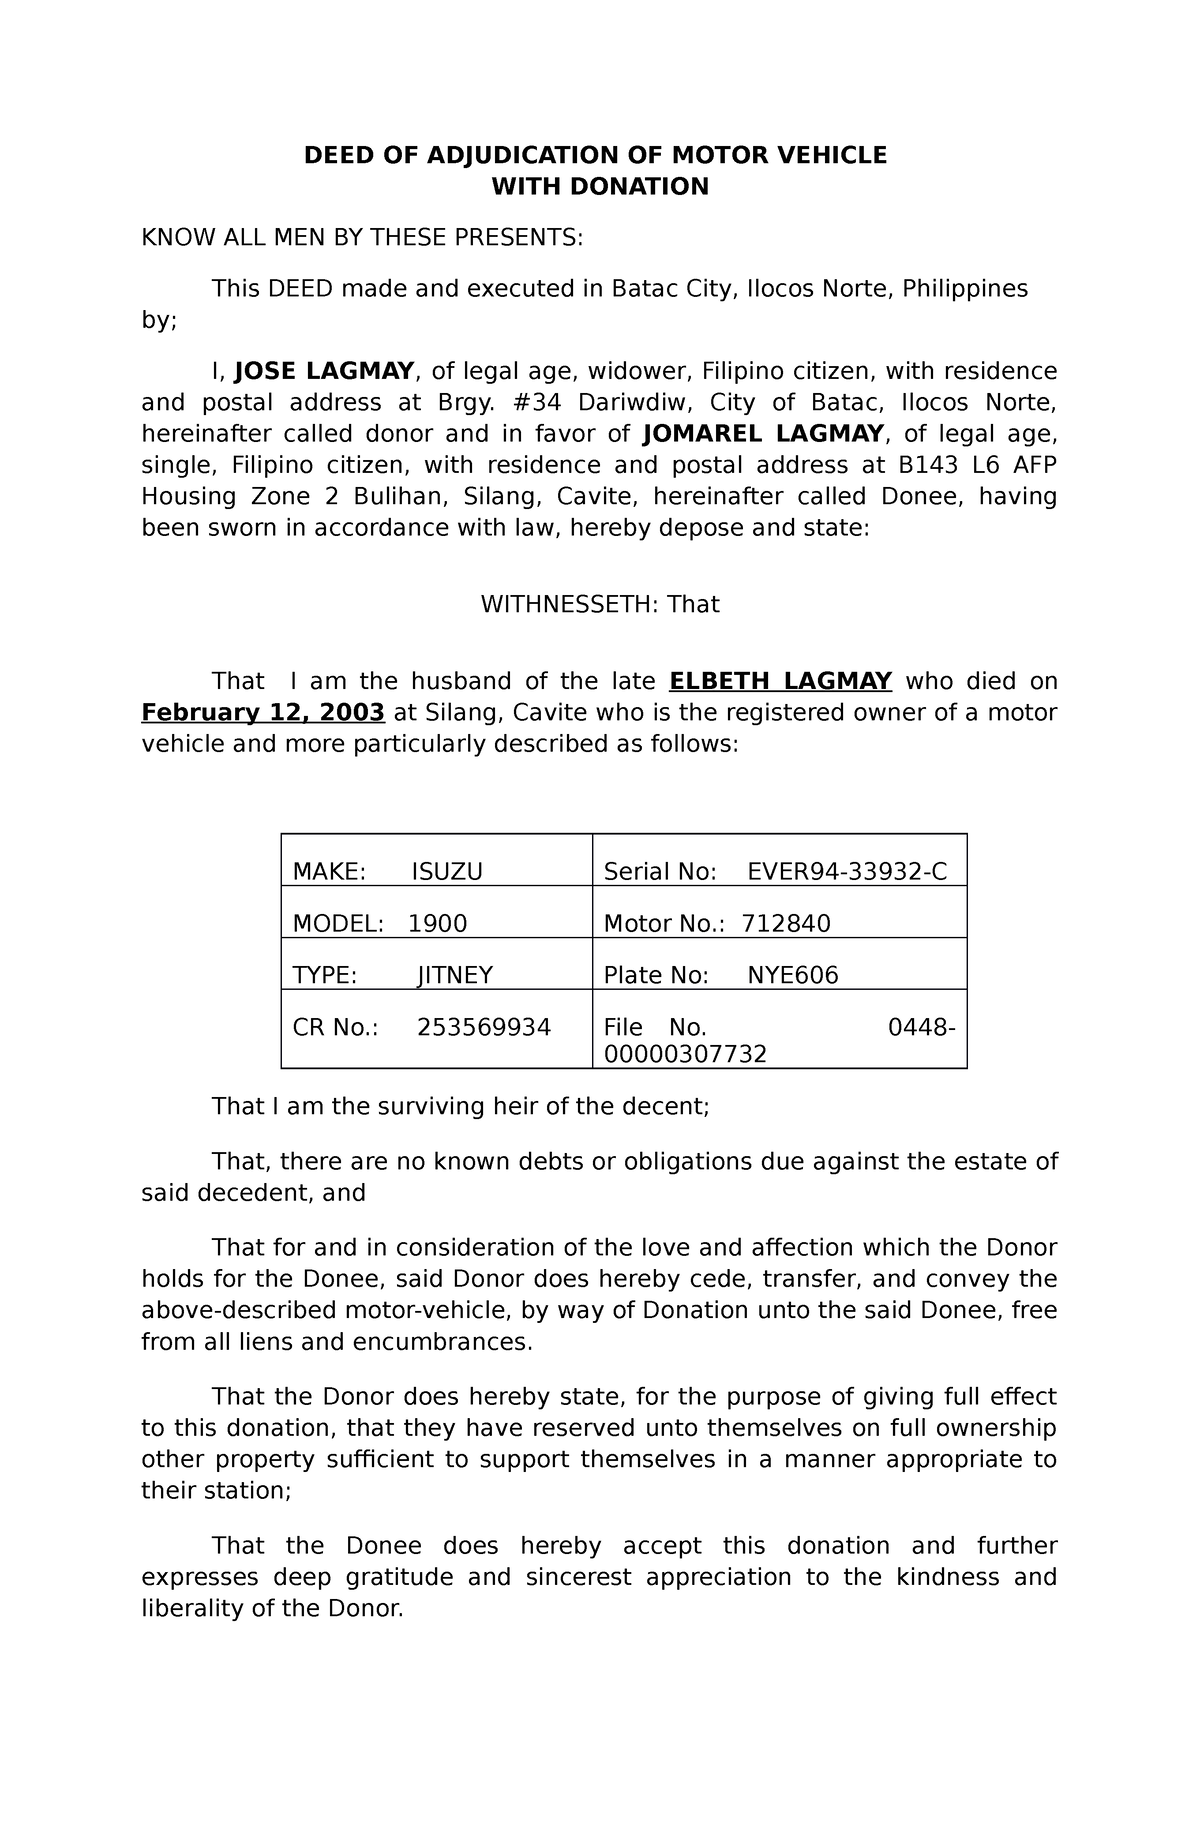 DEED OF ADJUDICATION OF MOTOR VEHICLE
WITH DONATION
KNOW ALL MEN BY THESE PRESENTS:
This DEED made and executed in Batac City, Ilocos Norte, Philippines
by;
I, JOSE LAGMAY, of legal age, widower, Filipino citizen, with residence
and postal address at Brgy. #34 Dariwdiw, City of Batac, Ilocos Norte,
hereinafter called donor and in favor of JOMAREL LAGMAY, of legal age,
single, Filipino citizen, with residence and postal address at B143 L6 AFP
Housing Zone 2 Bulihan, Silang, Cavite, hereinafter called Donee, having
been sworn in accordance with law, hereby depose and state:
WITHNESSETH: That
That I am the husband of the late ELBETH LAGMAY who died on
February 12, 2003 at Silang, Cavite who is the registered owner of a motor
vehicle and more particularly described as follows:
MAKE: ISUZU Serial No: EVER94-33932-C
MODEL: 1900 Motor No.: 712840
TYPE: JITNEY Plate No: NYE606
CR No.: 253569934 File No. 0448-
00000307732
That I am the surviving heir of the decent;
That, there are no known debts or obligations due against the estate of
said decedent, and
That for and in consideration of the love and affection which the Donor
holds for the Donee, said Donor does hereby cede, transfer, and convey the
above-described motor-vehicle, by way of Donation unto the said Donee, free
from all liens and encumbrances.
That the Donor does hereby state, for the purpose of giving full effect
to this donation, that they have reserved unto themselves on full ownership
other property sufficient to support themselves in a manner appropriate to
their station;
That the Donee does hereby accept this donation and further
expresses deep gratitude and sincerest appreciation to the kindness and
liberality of the Donor.